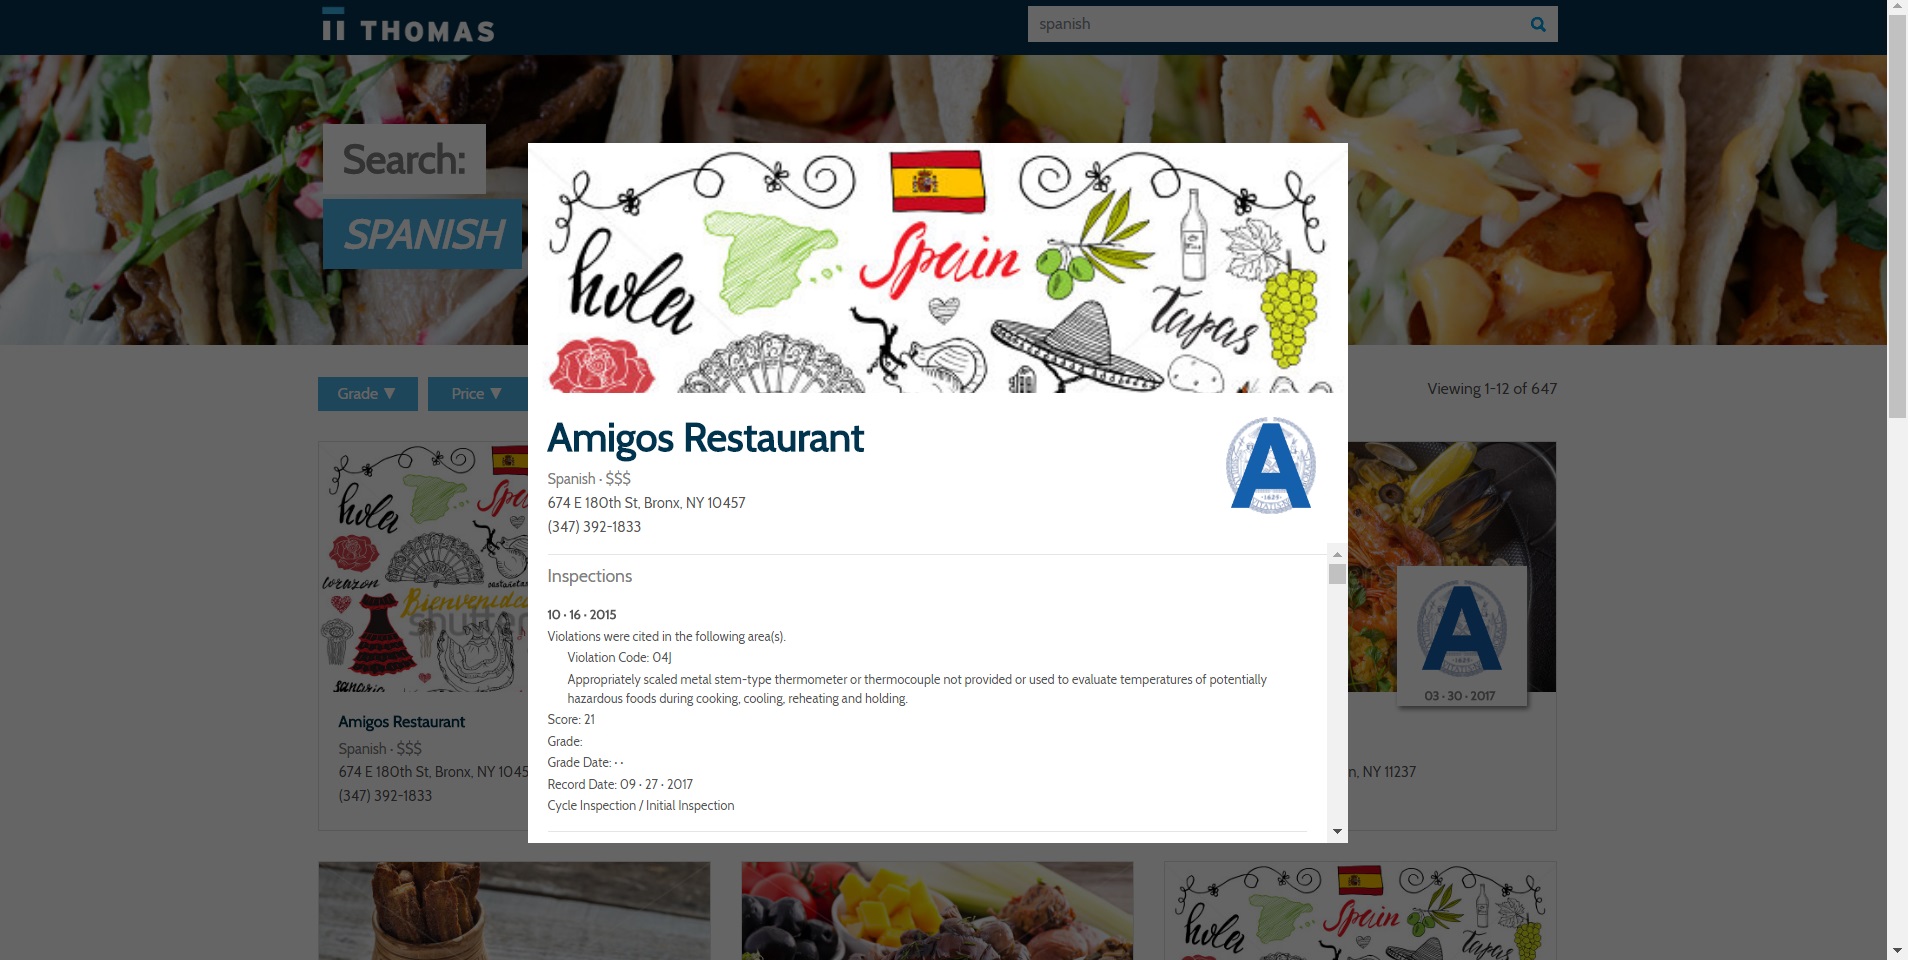 THOMAS
spanish
Search:
SPANISH
hola
Spain
tapas
Grade ▼
Price ▼
Viewing 1-12 of 647
Amigos Restaurant
Spanish · $$$
674 E 180th St, Bronx, NY 10457
(347) 392-1833
A
Inspections
10 · 16 · 2015
Violations were cited in the following area(s).
Violation Code: 04J
Appropriately scaled metal stem-type thermometer or thermocouple not provided or used to evaluate temperatures of potentially
hazardous foods during cooking, cooling, reheating and holding.
Score: 21
Grade:
Grade Date: · ·
Record Date: 09 · 27 · 2017
Cycle Inspection / Initial Inspection
hola
corazon
castañetas
Bienvenido
Amigos Restaurant
Spanish · $$$
674 E 180th St, Bronx, NY 1045
(347) 392-1833
A
03 · 30 · 2017
n, NY 11237
hola
Spain
tapas